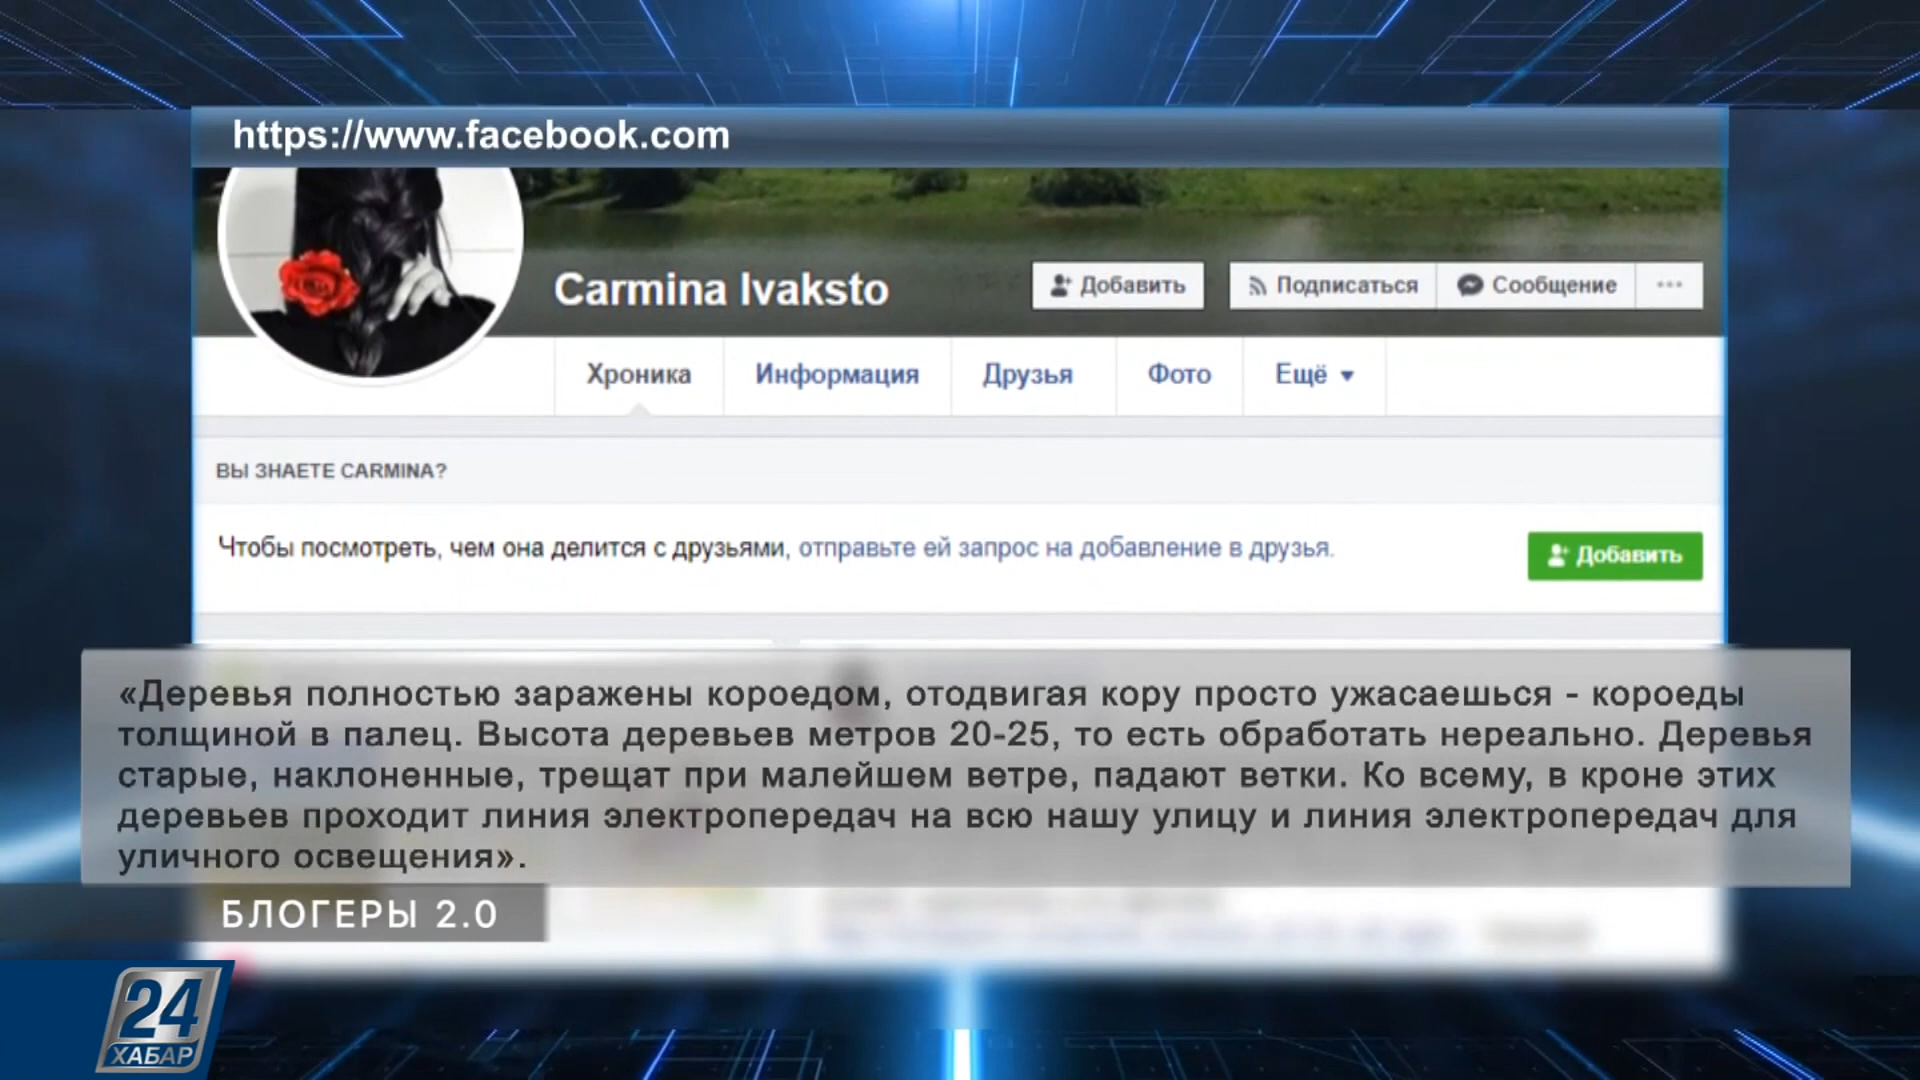 https://www.facebook.com
Carmina Ivaksto
Добавить
Подписаться
Сообщение
Хроника
Информация
Друзья
Фото
Ещё
ВЫ ЗНАЕТЕ CARMINA?
Чтобы посмотреть, чем она делится с друзьями, отправьте ей запрос на добавление в друзья.
Добавить
«Деревья полностью заражены короедом, отодвигая кору просто ужасаешься - короеды
толщиной в палец. Высота деревьев метров 20-25, то есть обработать нереально. Деревья
старые, наклоненные, трещат при малейшем ветре, падают ветки. Ко всему, в кроне этих
деревьев проходит линия электропередач на всю нашу улицу и линия электропередач для
уличного освещения».
БЛОГЕРЫ 2.0
24
ХАБАР